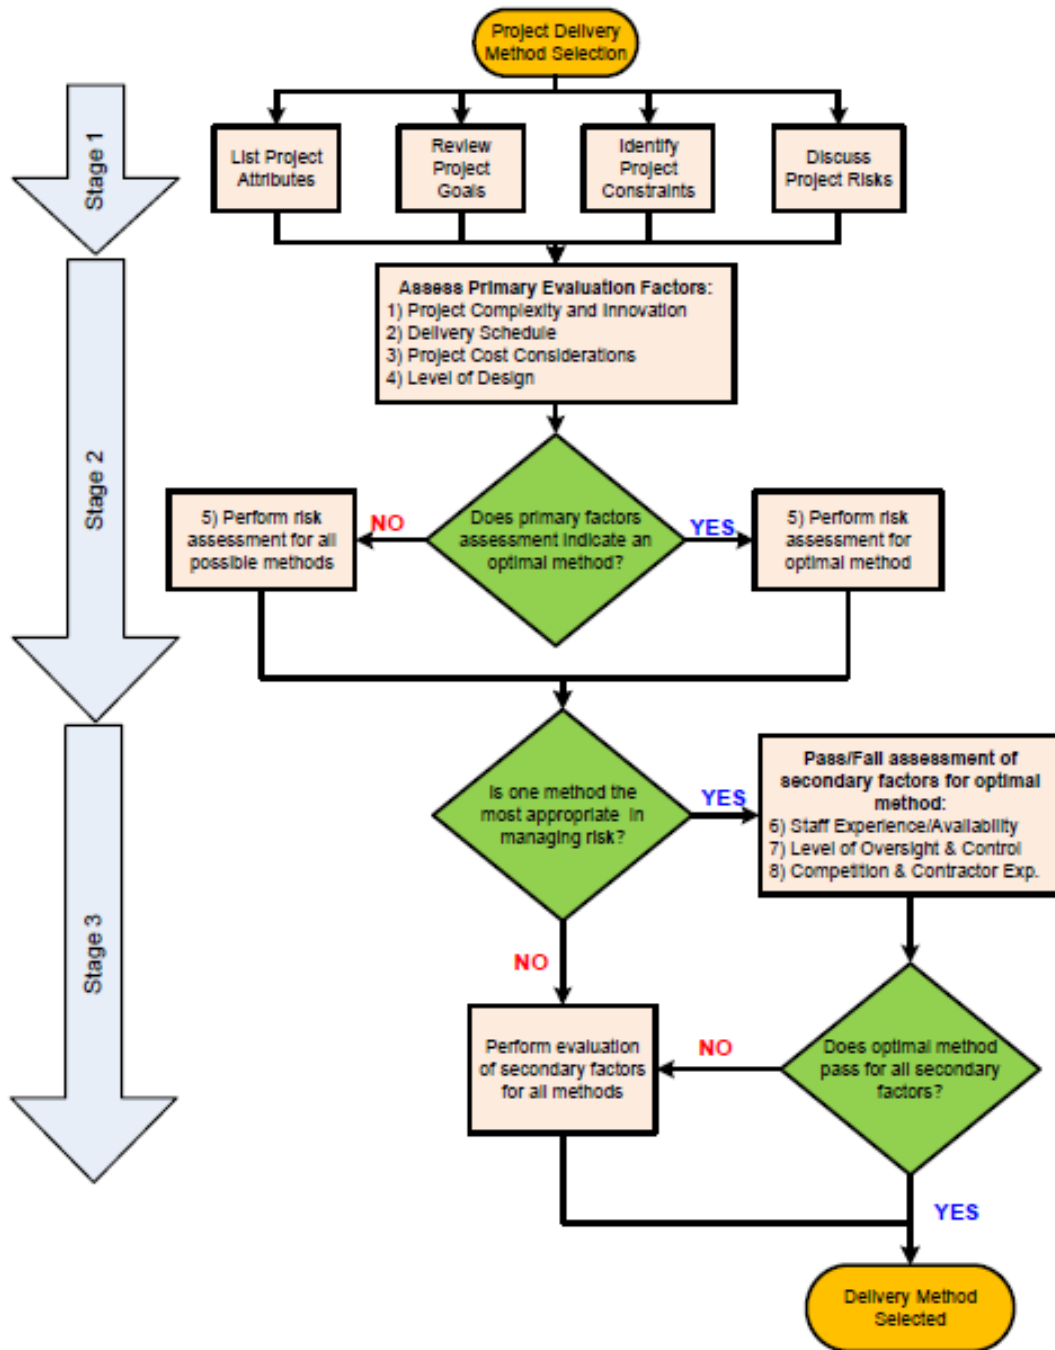 Project Delivery
Method Selection
Stage 1
List Project
Attributes
Review
Project
Goals
Identify
Project
Constraints
Discuss
Project Risks
Stage 2
Assess Primary Evaluation Factors:
1) Project Complexity and Innovation
2) Delivery Schedule
3) Project Cost Considerations
4) Level of Design
5) Perform risk
assessment for all
possible methods
NO
Does primary factors
assessment indicate an
optimal method?
YES
5) Perform risk
assessment for
optimal method
Stage 3
Is one method the
most appropriate in
managing risk?
YES
Pass/Fail assessment of
secondary factors for optimal
method:
6) Staff Experience/Availability
7) Level of Oversight & Control
8) Competition & Contractor Exp.
NO
Perform evaluation
of secondary factors
for all methods
NO
Does optimal method
pass for all secondary
factors?
YES
Delivery Method
Selected